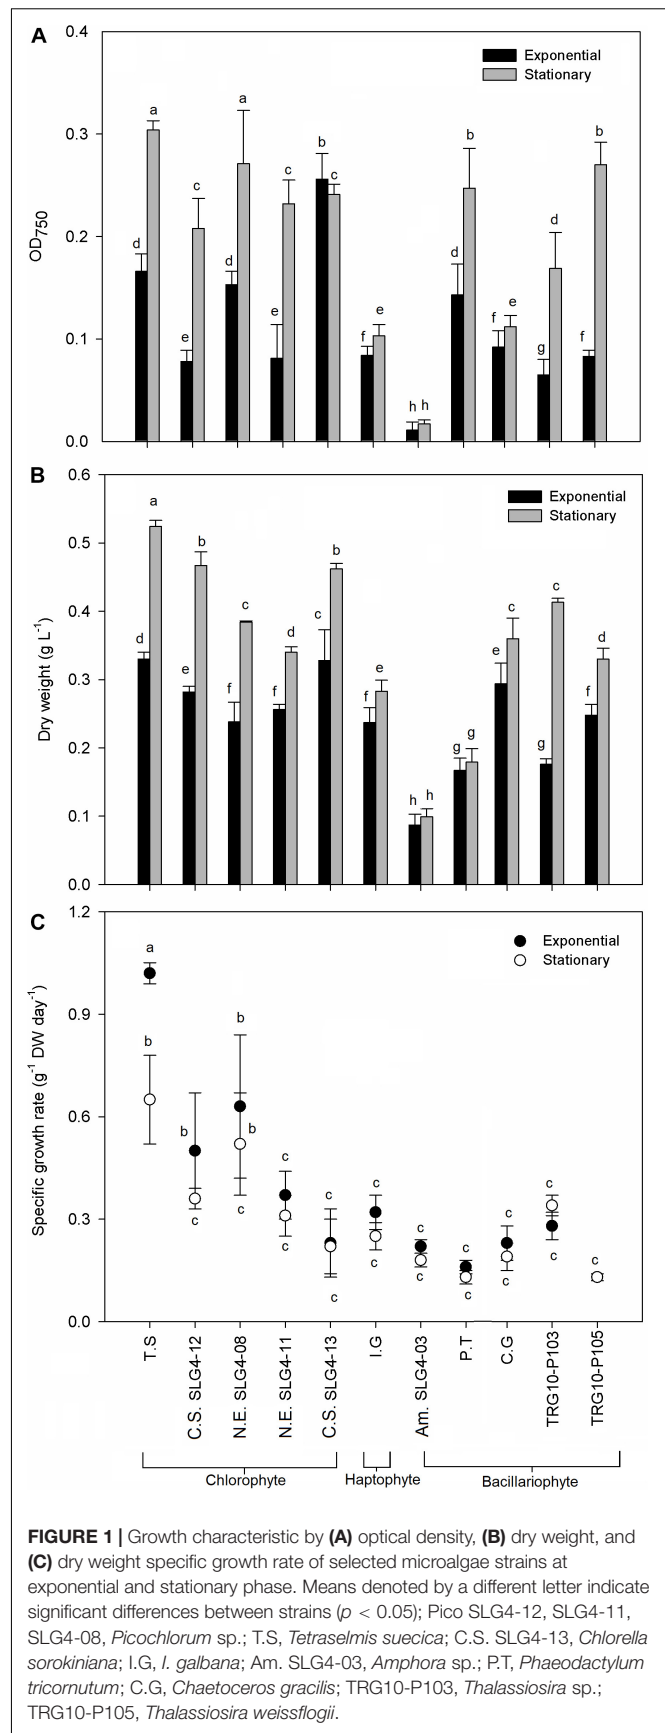 A
0.4
Exponential
Stationary
a
a
0.3
b
b
b
c
c
c
OD750
0.2
d
d
d
d
e
e
0.1
f
e
f
e
g
f
h h
0.0
B
0.6
Exponential
Stationary
a
0.5
b
b
c
c
Dry weight (g L-1)
0.4
c
c
d
d
d
0.3
e
e
e
f
f
f
f
0.2
g g
g
0.1
h h
0.0
C
1.2
Exponential
Stationary
a
Specific growth rate (g-1 DW day-1)
0.9
b
b
0.6
b
b
c
c
c
c
c
c
c
c
0.3
c
c
c
c
c
c
c
c
c
0.0
T.S
C.S. SLG4-12
N.E. SLG4-08
N.E. SLG4-11
C.S. SLG4-13
I.G
Am. SLG4-03
P.T
C.G
TRG10-P103
TRG10-P105
Chlorophyte
Haptophyte
Bacillariophyte
FIGURE 1 | Growth characteristic by (A) optical density, (B) dry weight, and
(C) dry weight specific growth rate of selected microalgae strains at
exponential and stationary phase. Means denoted by a different letter indicate
significant differences between strains (p < 0.05); Pico SLG4-12, SLG4-11,
SLG4-08, Picochlorum sp.; T.S, Tetraselmis suecica; C.S. SLG4-13, Chlorella
sorokiniana; I.G, I. galbana; Am. SLG4-03, Amphora sp.; P.T, Phaeodactylum
tricornutum; C.G, Chaetoceros gracilis; TRG10-P103, Thalassiosira sp.;
TRG10-P105, Thalassiosira weissflogii.